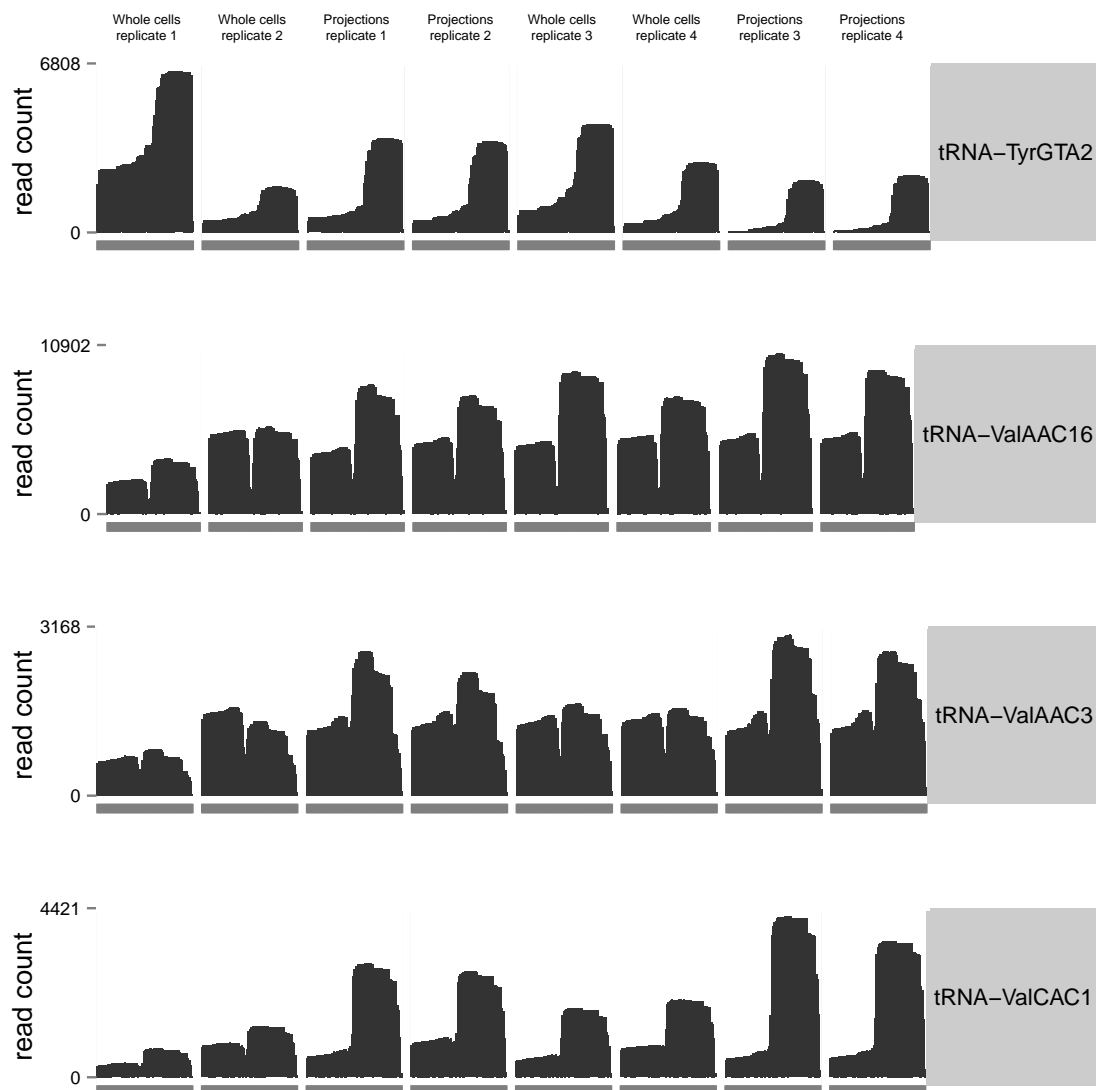 Whole cells
replicate 1
Whole cells
replicate 2
Projections
replicate 1
Projections
replicate 2
Whole cells
replicate 3
Whole cells
replicate 4
Projections
replicate 3
Projections
replicate 4
6808
read count
0
tRNA−TyrGTA2
10902
read count
0
tRNA−ValAAC16
3168
read count
0
tRNA−ValAAC3
4421
read count
0
tRNA−ValCAC1